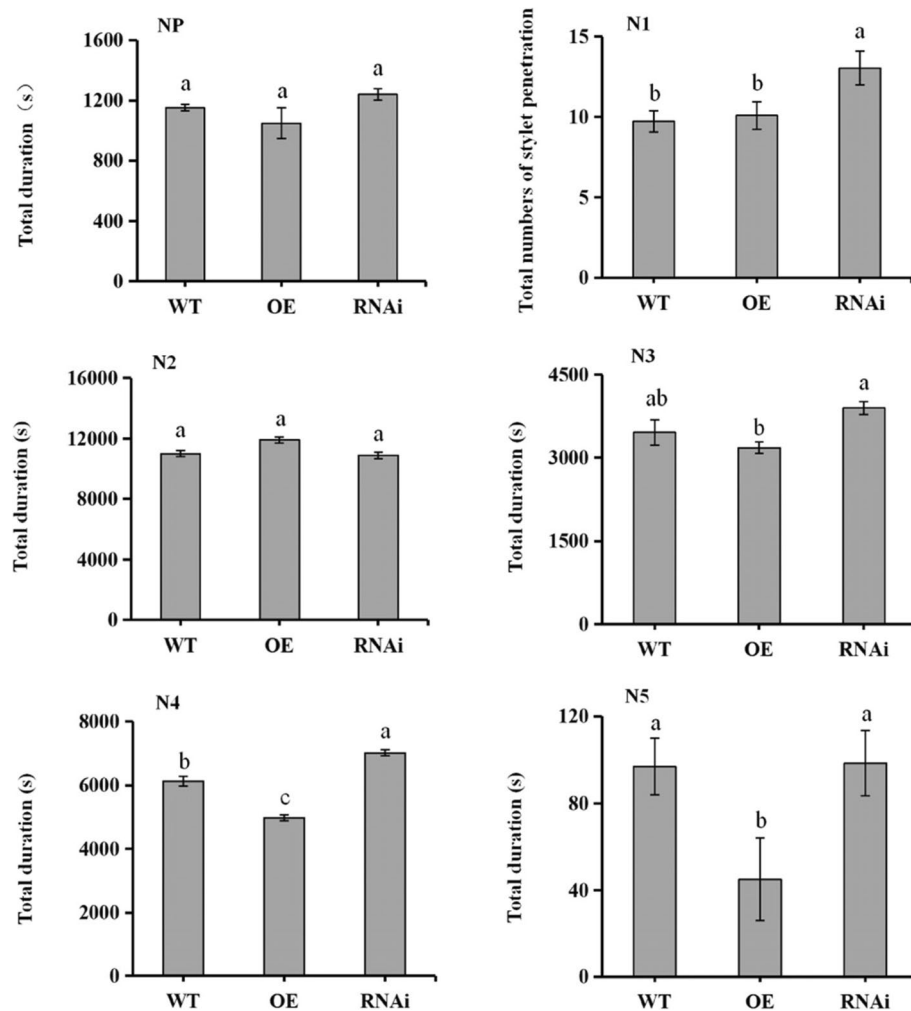 NP
Total duration (s)
1600
1200
800
400
0
a
a
a
WT
OE
RNAi
N1
Total numbers of stylet penetration
15
10
5
0
b
b
a
WT
OE
RNAi
N2
Total duration (s)
16000
12000
8000
4000
0
a
a
a
WT
OE
RNAi
N3
Total duration (s)
4500
3000
1500
0
ab
b
a
WT
OE
RNAi
N4
Total duration (s)
8000
6000
4000
2000
0
b
c
a
WT
OE
RNAi
N5
Total duration (s)
120
80
40
0
a
b
a
WT
OE
RNAi